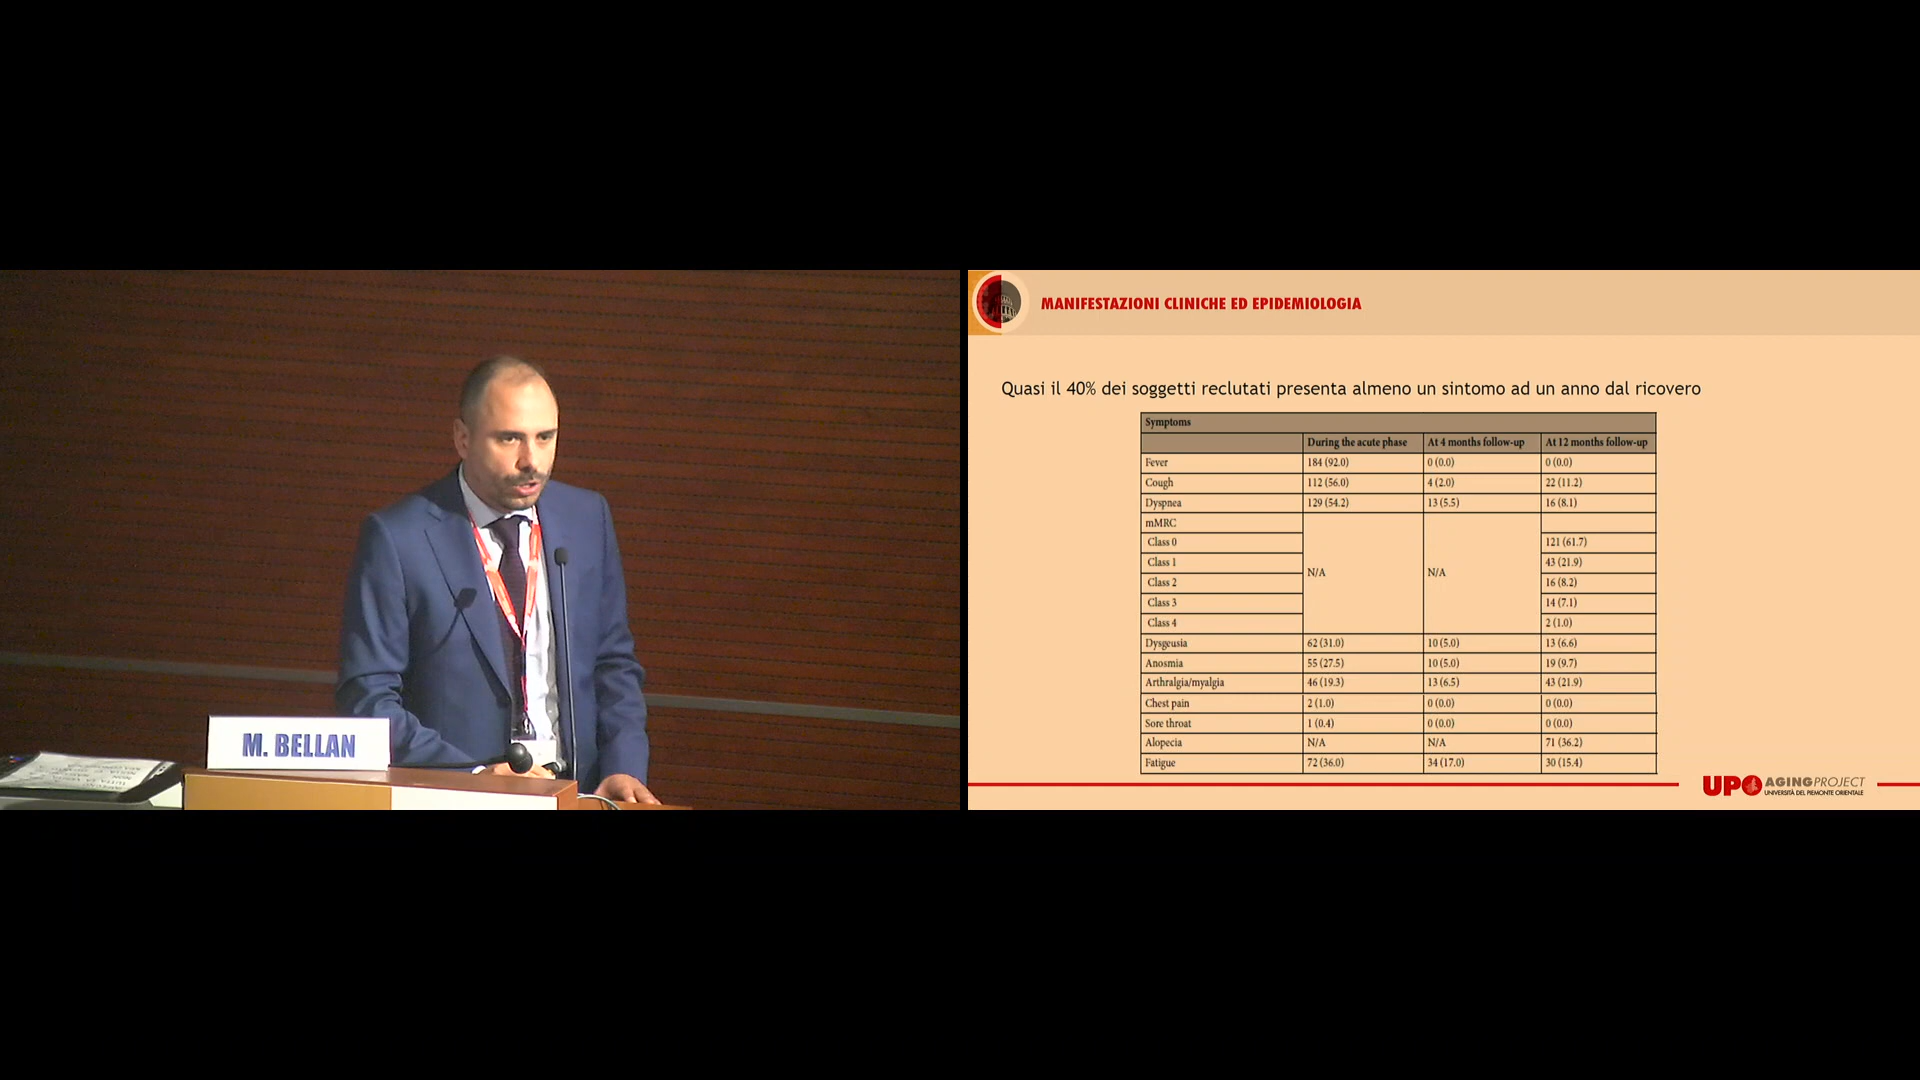 M. BELLAN
MANIFESTAZIONI CLINICHE ED EPIDEMIOLOGIA
Quasi il 40% dei soggetti reclutati presenta almeno un sintomo ad un anno dal ricovero
Symptoms
During the acute phase At 4 months follow-up At 12 months follow-up
Fever 184 (92.0) 0 (0.0) 0 (0.0)
Cough 112 (56.0) 4 (2.0) 22 (11.2)
Dyspnea 129 (54.2) 13 (5.5) 16 (8.1)
mMRC
Class 0 121 (61.7)
Class 1 43 (21.9)
N/A N/A
Class 2 16 (8.2)
Class 3 14 (7.1)
Class 4 2 (1.0)
Dysgeusia 62 (31.0) 10 (5.0) 13 (6.6)
Anosmia 55 (27.5) 10 (5.0) 19 (9.7)
Arthralgia/myalgia 46 (19.3) 13 (6.5) 43 (21.9)
Chest pain 2 (1.0) 0 (0.0) 0 (0.0)
Sore throat 1 (0.4) 0 (0.0) 0 (0.0)
Alopecia N/A N/A 71 (36.2)
Fatigue 72 (36.0) 34 (17.0) 30 (15.4)
UPO AGINGPROJECT
UNIVERSITÀ DEL PIEMONTE ORIENTALE